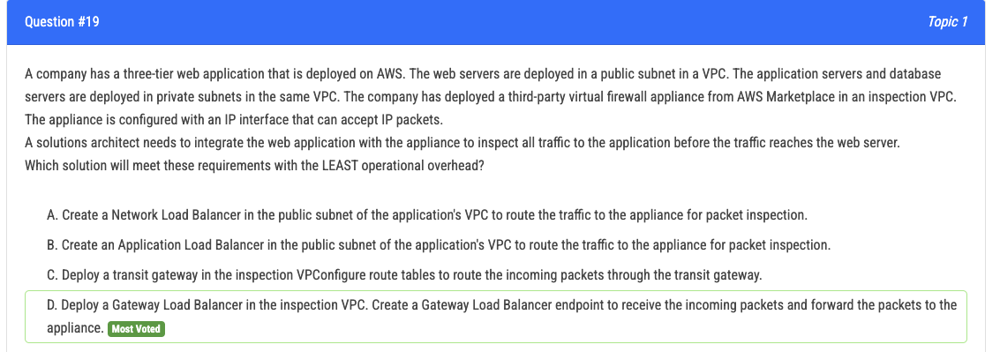 Question #19
Topic 1
A company has a three-tier web application that is deployed on AWS. The web servers are deployed in a public subnet in a VPC. The application servers and database
servers are deployed in private subnets in the same VPC. The company has deployed a third-party virtual firewall appliance from AWS Marketplace in an inspection VPC.
The appliance is configured with an IP interface that can accept IP packets.
A solutions architect needs to integrate the web application with the appliance to inspect all traffic to the application before the traffic reaches the web server.
Which solution will meet these requirements with the LEAST operational overhead?
A. Create a Network Load Balancer in the public subnet of the application's VPC to route the traffic to the appliance for packet inspection.
B. Create an Application Load Balancer in the public subnet of the application's VPC to route the traffic to the appliance for packet inspection.
C. Deploy a transit gateway in the inspection VPConfigure route tables to route the incoming packets through the transit gateway.
D. Deploy a Gateway Load Balancer in the inspection VPC. Create a Gateway Load Balancer endpoint to receive the incoming packets and forward the packets to the
appliance. Most Voted